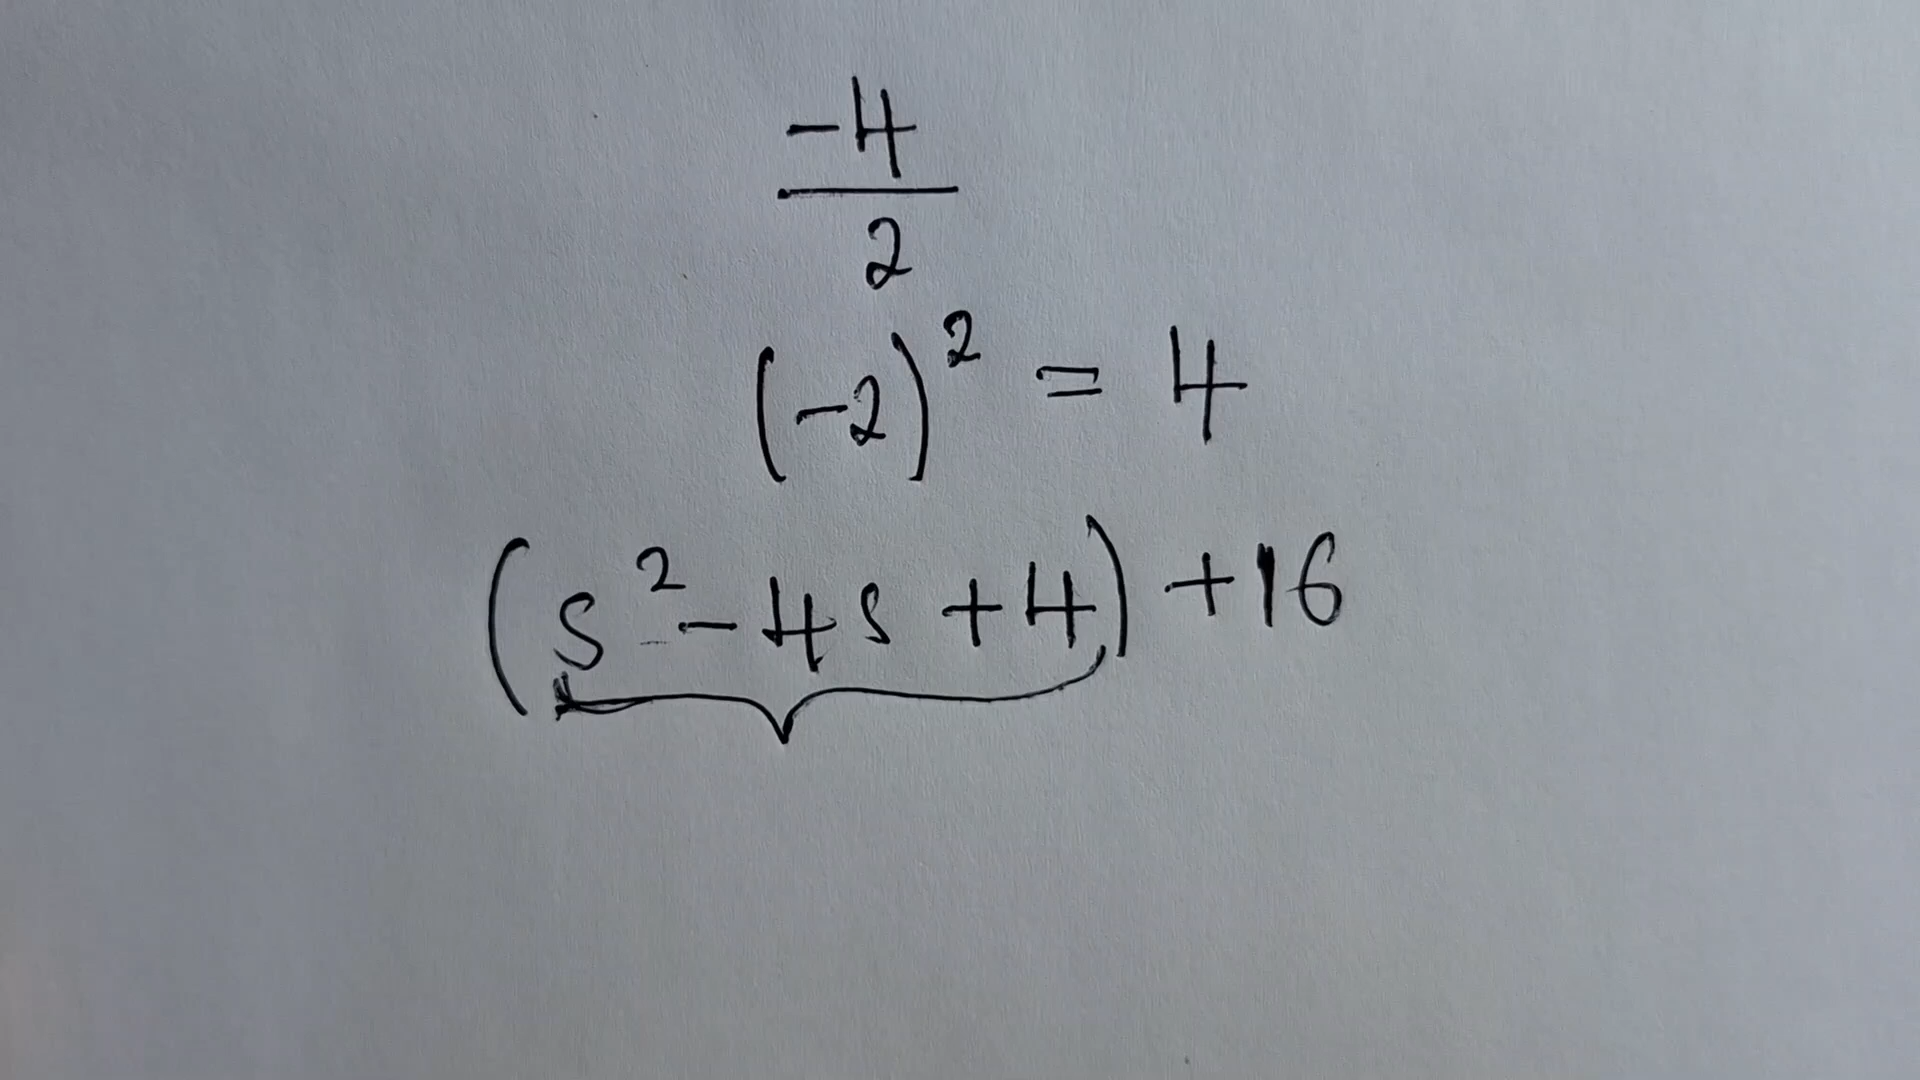 -4
2
(-2)² = 4
(s² - 4s + 4) + 16